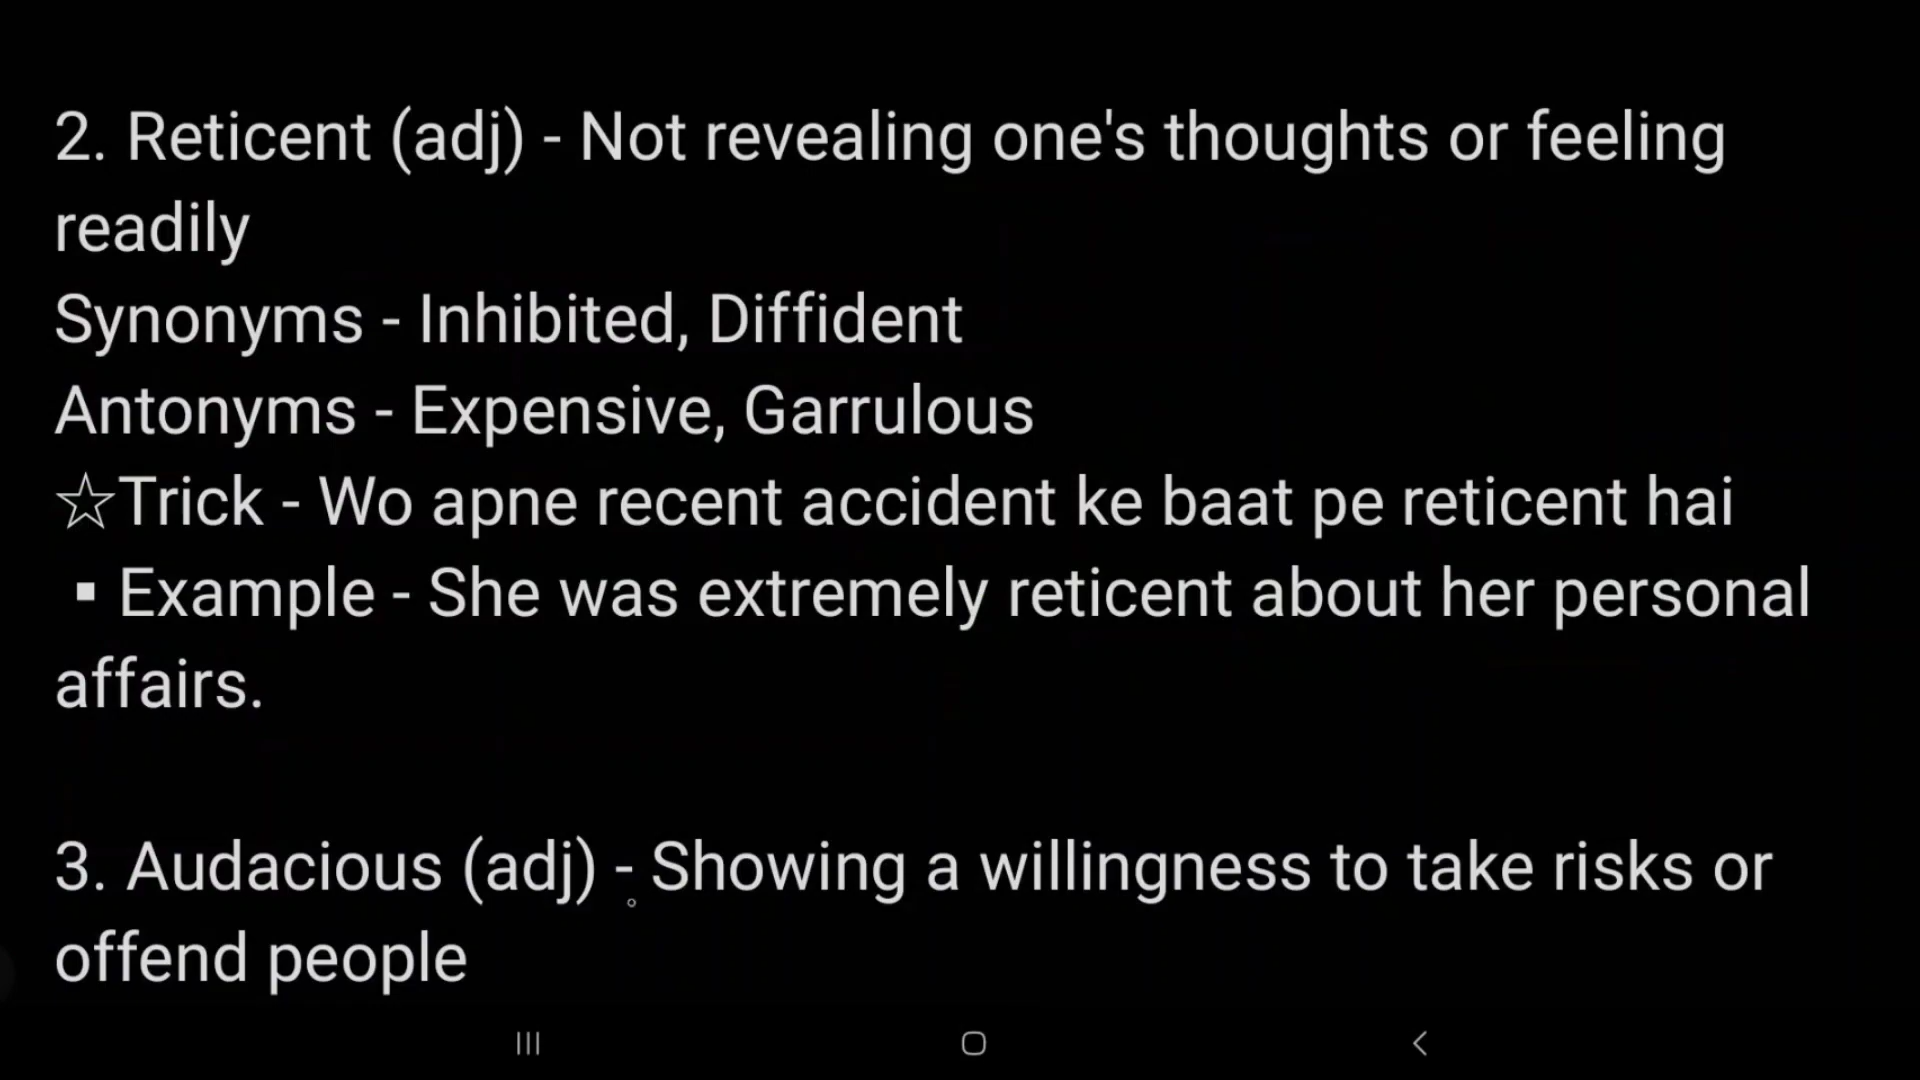 2. Reticent (adj) - Not revealing one's thoughts or feeling
readily
Synonyms - Inhibited, Diffident
Antonyms - Expensive, Garrulous
☆Trick - Wo apne recent accident ke baat pe reticent hai
▪ Example - She was extremely reticent about her personal
affairs.
3. Audacious (adj) - Showing a willingness to take risks or
offend people